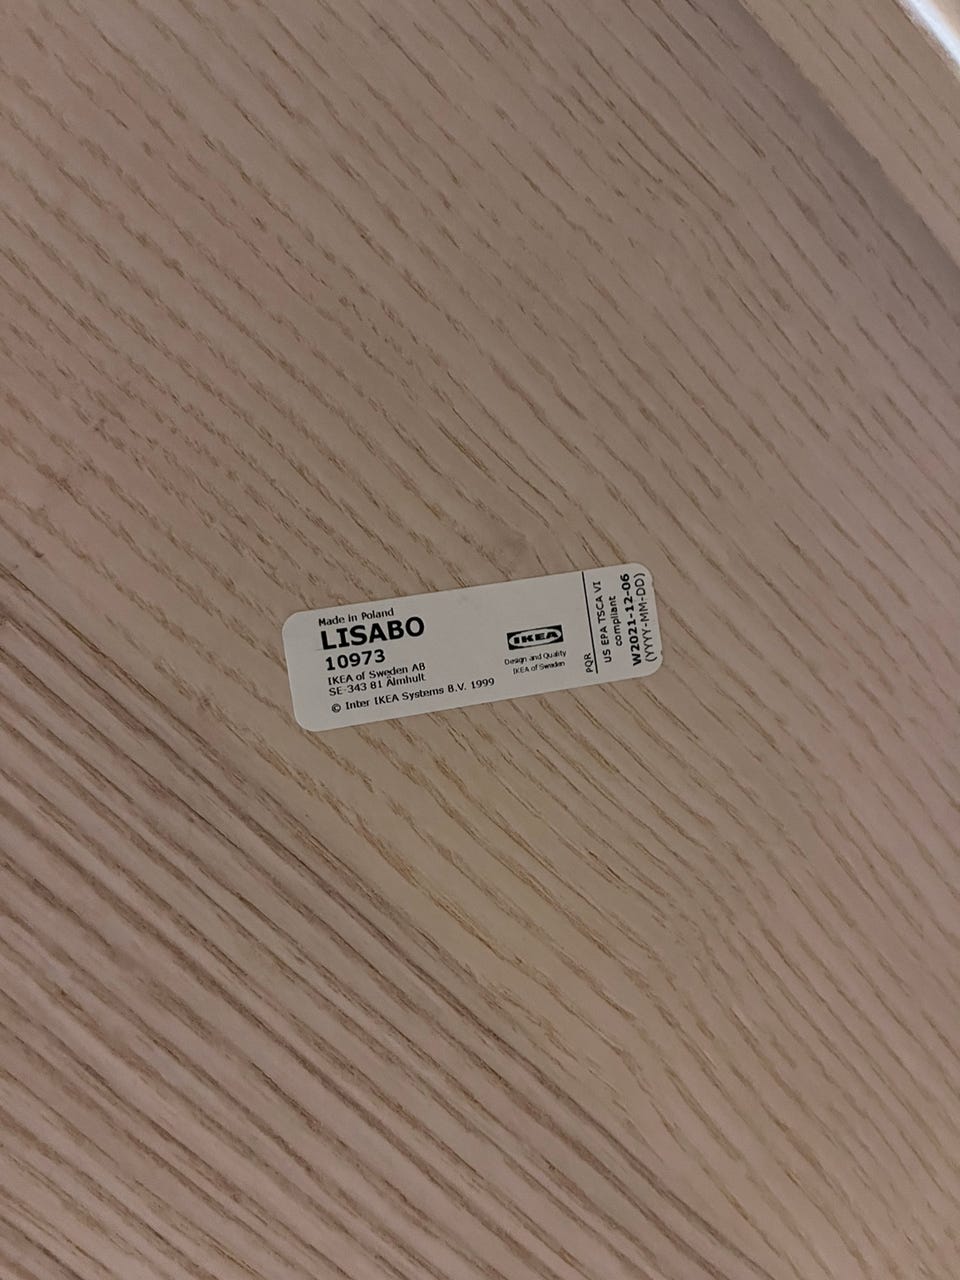 Made in Poland
LISABO
10973
IKEA of Sweden AB
SE-343 81 Älmhult
© Inter IKEA Systems B.V. 1999
IKEA
Design and Quality
IKEA of Sweden
PQR
US EPA TSCA VI
compliant
W2021-12-06
(YYYY-MM-DD)